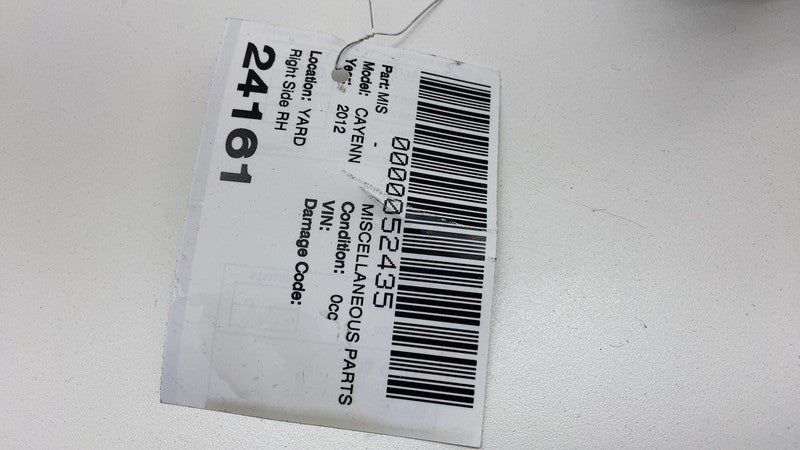 0000052435
Part: MIS - MISCELLANEOUS PARTS
Model: CAYENN Condition: 0cc
Year: 2012 VIN:
Damage Code:
Location: YARD
Right Side RH
24161